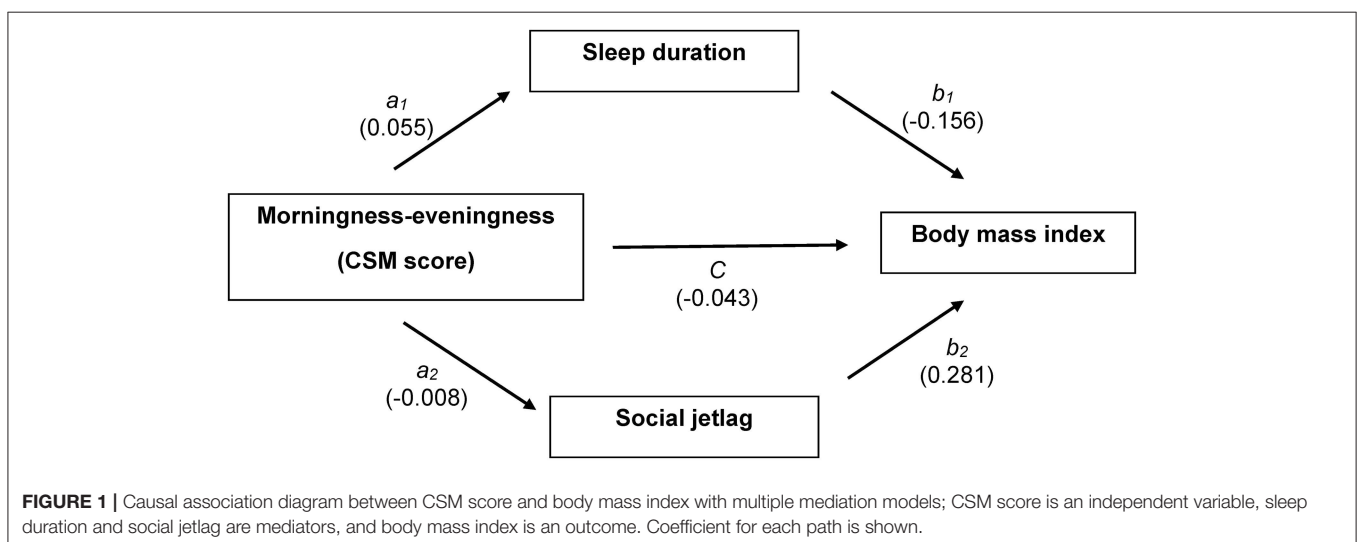 Sleep duration
a1
(0.055)
b1
(-0.156)
Morningness-eveningness
(CSM score)
Body mass index
C
(-0.043)
a2
(-0.008)
b2
(0.281)
Social jetlag
FIGURE 1 | Causal association diagram between CSM score and body mass index with multiple mediation models; CSM score is an independent variable, sleep
duration and social jetlag are mediators, and body mass index is an outcome. Coefficient for each path is shown.